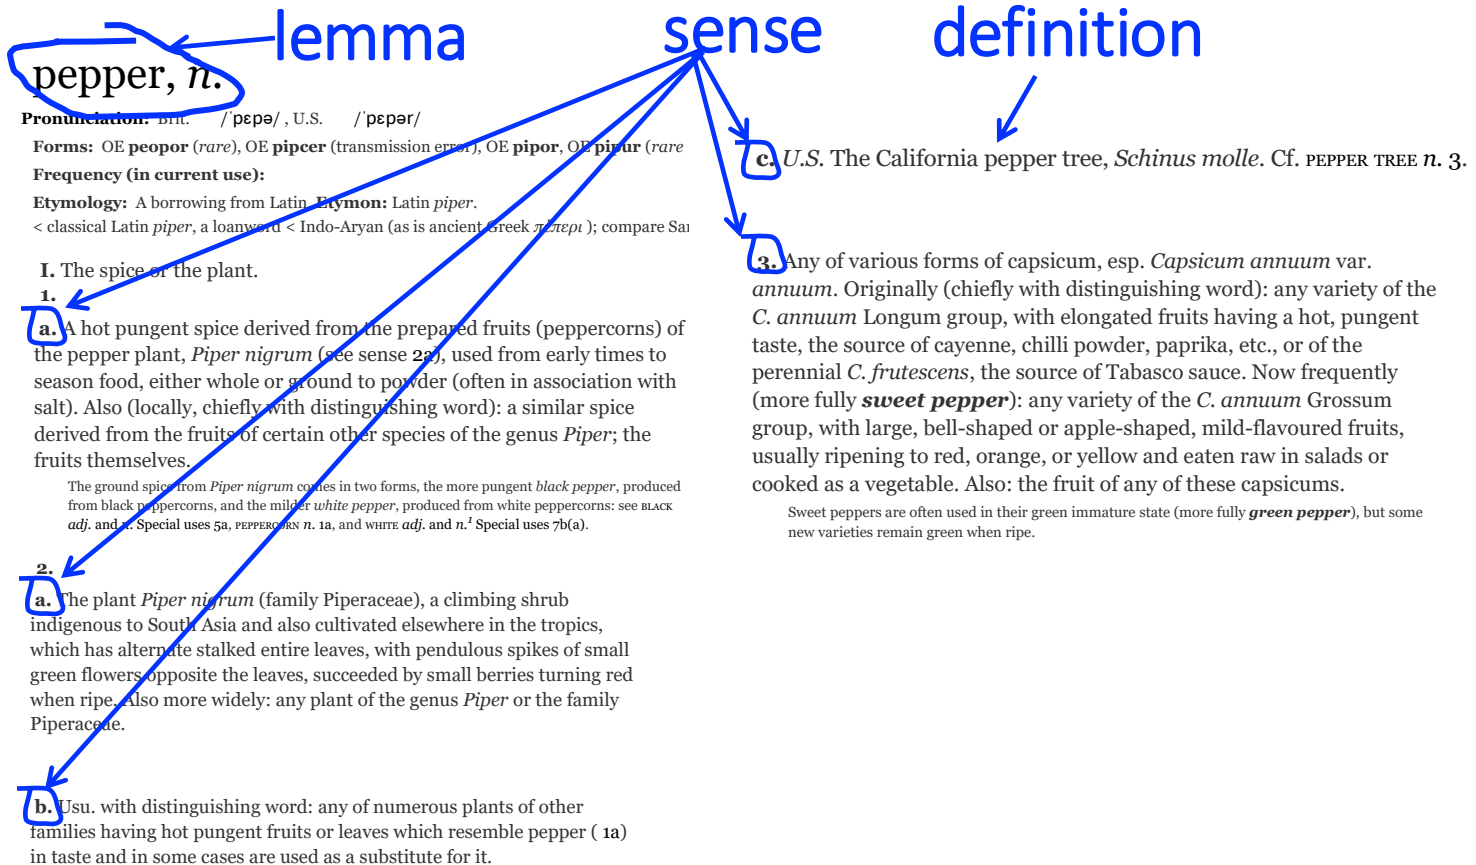 lemma
sense
definition
pepper, n.
Pronunciation: Brit. /ˈpɛpə/ , U.S. /ˈpɛpər/
Forms: OE peopor (rare), OE pipcer (transmission error), OE pipor, OE pipur (rare
Frequency (in current use):
Etymology: A borrowing from Latin. Etymon: Latin piper.
< classical Latin piper, a loanword < Indo-Aryan (as is ancient Greek πέπερι ); compare Sai
I. The spice or the plant.
1.
a. A hot pungent spice derived from the prepared fruits (peppercorns) of
the pepper plant, Piper nigrum (see sense 2a), used from early times to
season food, either whole or ground to powder (often in association with
salt). Also (locally, chiefly with distinguishing word): a similar spice
derived from the fruits of certain other species of the genus Piper; the
fruits themselves.
The ground spice from Piper nigrum comes in two forms, the more pungent black pepper, produced
from black peppercorns, and the milder white pepper, produced from white peppercorns: see BLACK
adj. and n. Special uses 5a, PEPPERCORN n. 1a, and WHITE adj. and n.¹ Special uses 7b(a).
2.
a. The plant Piper nigrum (family Piperaceae), a climbing shrub
indigenous to South Asia and also cultivated elsewhere in the tropics,
which has alternate stalked entire leaves, with pendulous spikes of small
green flowers opposite the leaves, succeeded by small berries turning red
when ripe. Also more widely: any plant of the genus Piper or the family
Piperaceae.
b. Usu. with distinguishing word: any of numerous plants of other
families having hot pungent fruits or leaves which resemble pepper ( 1a)
in taste and in some cases are used as a substitute for it.
c. U.S. The California pepper tree, Schinus molle. Cf. PEPPER TREE n. 3.
3. Any of various forms of capsicum, esp. Capsicum annuum var.
annuum. Originally (chiefly with distinguishing word): any variety of the
C. annuum Longum group, with elongated fruits having a hot, pungent
taste, the source of cayenne, chilli powder, paprika, etc., or of the
perennial C. frutescens, the source of Tabasco sauce. Now frequently
(more fully sweet pepper): any variety of the C. annuum Grossum
group, with large, bell-shaped or apple-shaped, mild-flavoured fruits,
usually ripening to red, orange, or yellow and eaten raw in salads or
cooked as a vegetable. Also: the fruit of any of these capsicums.
Sweet peppers are often used in their green immature state (more fully green pepper), but some
new varieties remain green when ripe.